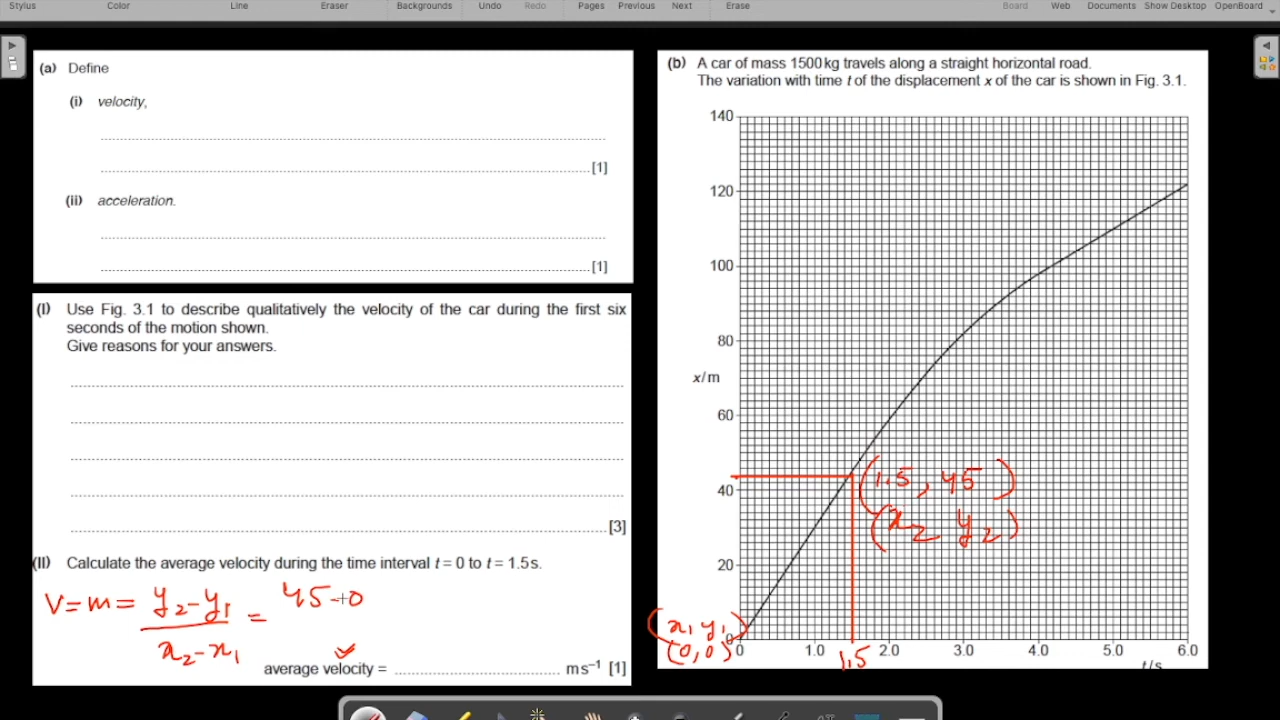 Stylus Color Line Eraser Backgrounds Undo Redo Pages Previous Next Erase Board Web Documents Show Desktop OpenBoard
(a) Define
(i) velocity,
[1]
(ii) acceleration.
[1]
(I) Use Fig. 3.1 to describe qualitatively the velocity of the car during the first six
seconds of the motion shown.
Give reasons for your answers.
[3]
(II) Calculate the average velocity during the time interval t = 0 to t = 1.5 s.
V = m = y₂-y₁ = 45-0
x₂-x₁
average velocity = ms⁻¹ [1]
(b) A car of mass 1500 kg travels along a straight horizontal road.
The variation with time t of the displacement x of the car is shown in Fig. 3.1.
140
120
100
80
x/m
60
(1.5, 45)
40
(x₂ y₂)
20
(x₁ y₁)
0
(0,0)
0 1.0 2.0 3.0 4.0 5.0 6.0
1.5
t/s